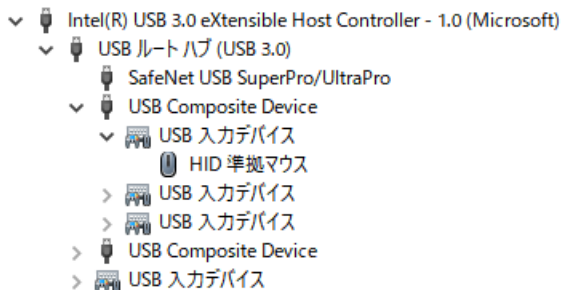 Intel(R) USB 3.0 eXtensible Host Controller - 1.0 (Microsoft)
USB ルート ハブ (USB 3.0)
SafeNet USB SuperPro/UltraPro
USB Composite Device
USB 入力デバイス
HID 準拠マウス
USB 入力デバイス
USB 入力デバイス
USB Composite Device
USB 入力デバイス